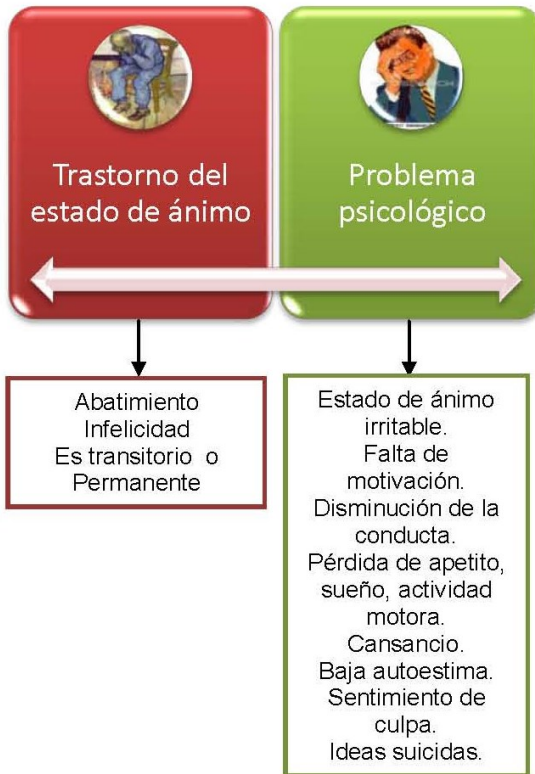 Trastorno del
estado de ánimo
Problema
psicológico
Abatimiento
Infelicidad
Es transitorio o
Permanente
Estado de ánimo
irritable.
Falta de
motivación.
Disminución de la
conducta.
Pérdida de apetito,
sueño, actividad
motora.
Cansancio.
Baja autoestima.
Sentimiento de
culpa.
Ideas suicidas.